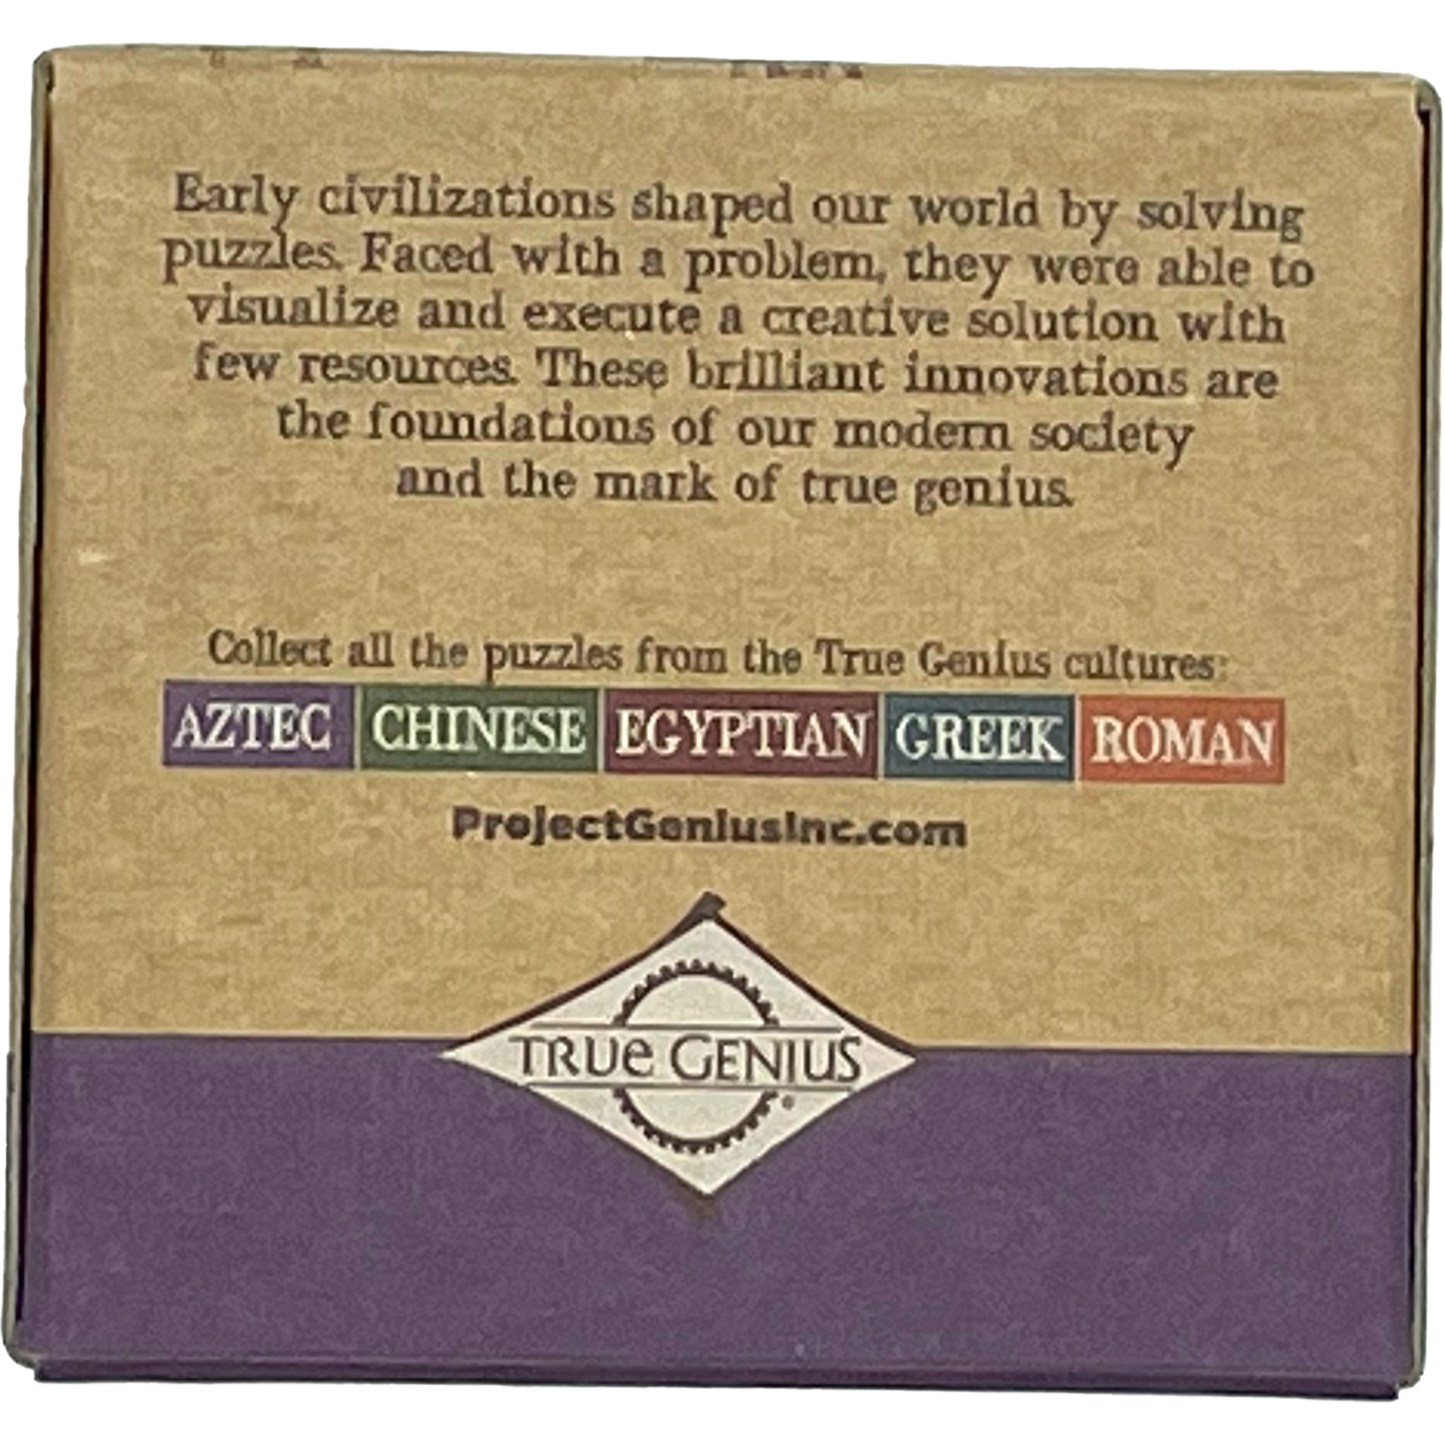 Early civilizations shaped our world by solving
puzzles. Faced with a problem, they were able to
visualize and execute a creative solution with
few resources. These brilliant innovations are
the foundations of our modern society
and the mark of true genius.
Collect all the puzzles from the True Genius cultures:
AZTEC CHINESE EGYPTIAN GREEK ROMAN
ProjectGeniusInc.com
TRUe GENIUS®